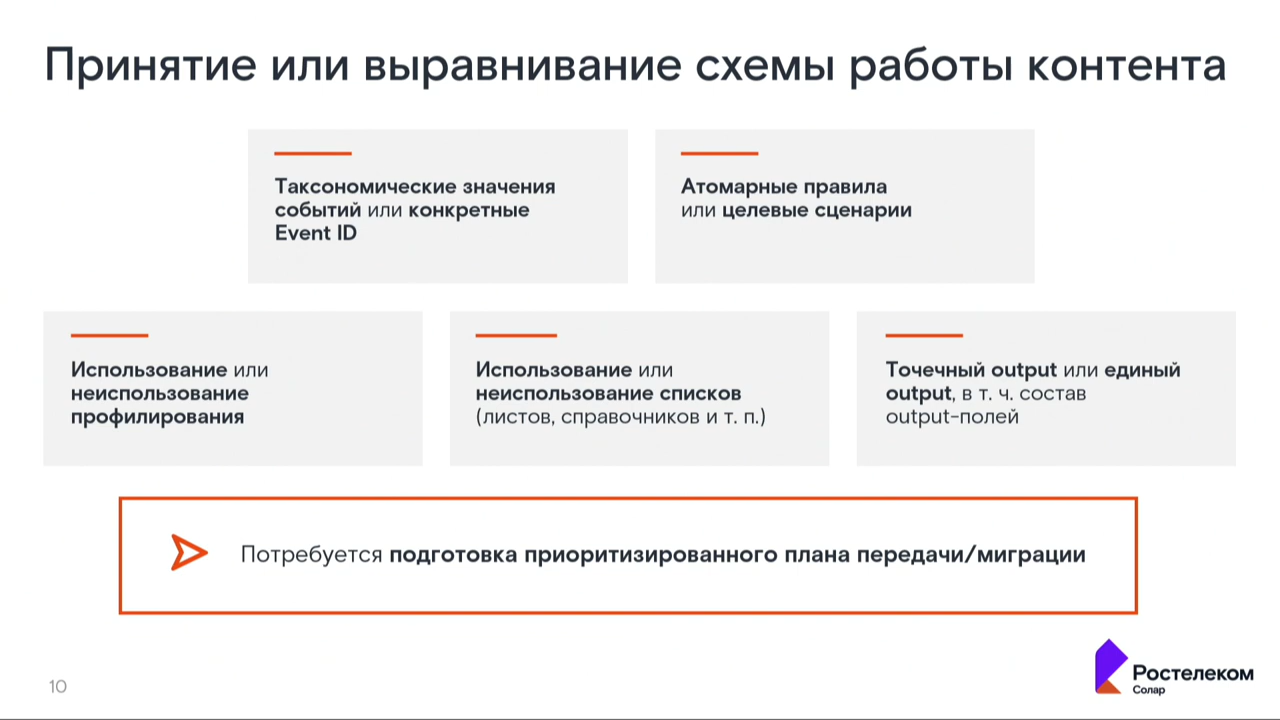 Принятие или выравнивание схемы работы контента
Таксономические значения
событий или конкретные
Event ID
Атомарные правила
или целевые сценарии
Использование или
неиспользование
профилирования
Использование или
неиспользование списков
(листов, справочников и т. п.)
Точечный output или единый
output, в т. ч. состав
output-полей
Потребуется подготовка приоритизированного плана передачи/миграции
10
Ростелеком
Солар